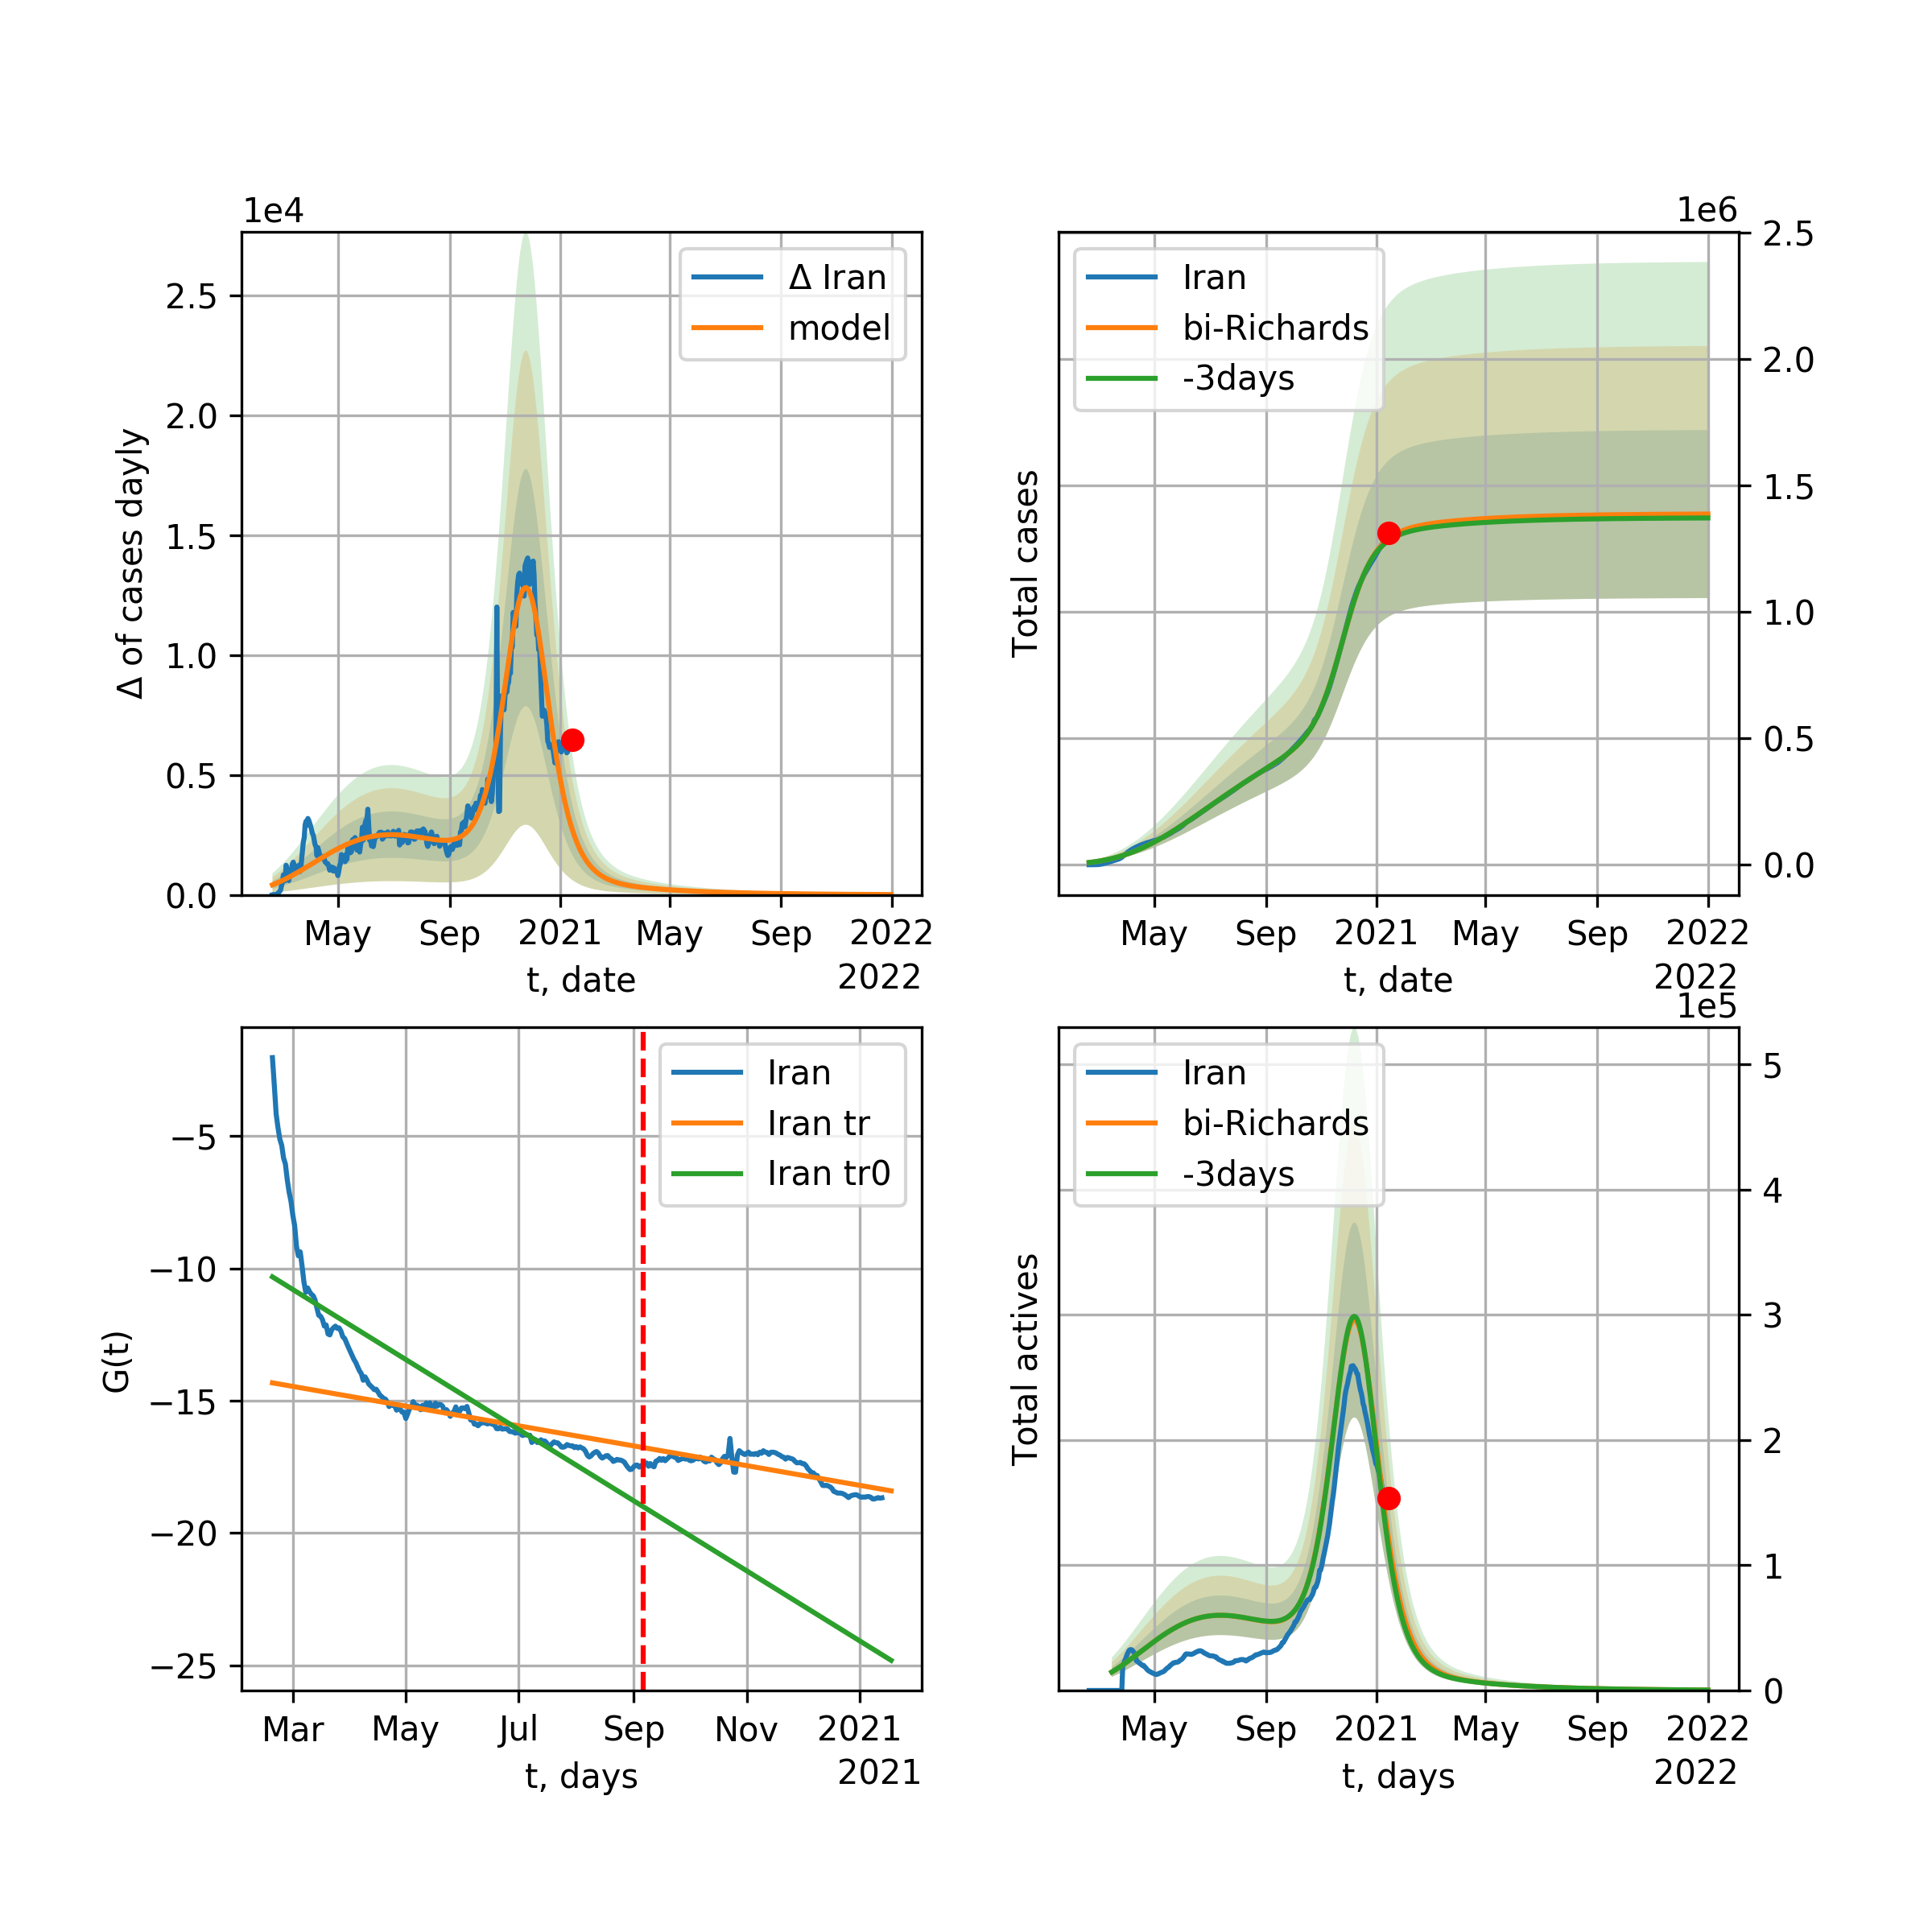 1e4
Δ of cases dayly
2.5
2.0
1.5
1.0
0.5
0.0
Δ Iran
model
May Sep 2021 May Sep 2022
t, date 2022
1e6
Total cases
2.5
2.0
1.5
1.0
0.5
0.0
Iran
bi-Richards
-3days
May Sep 2021 May Sep 2022
t, date 2022
G(t)
−5
−10
−15
−20
−25
Iran
Iran tr
Iran tr0
Mar May Jul Sep Nov 2021
t, days 2021
1e5
Total actives
5
4
3
2
1
0
Iran
bi-Richards
-3days
May Sep 2021 May Sep 2022
t, days 2022